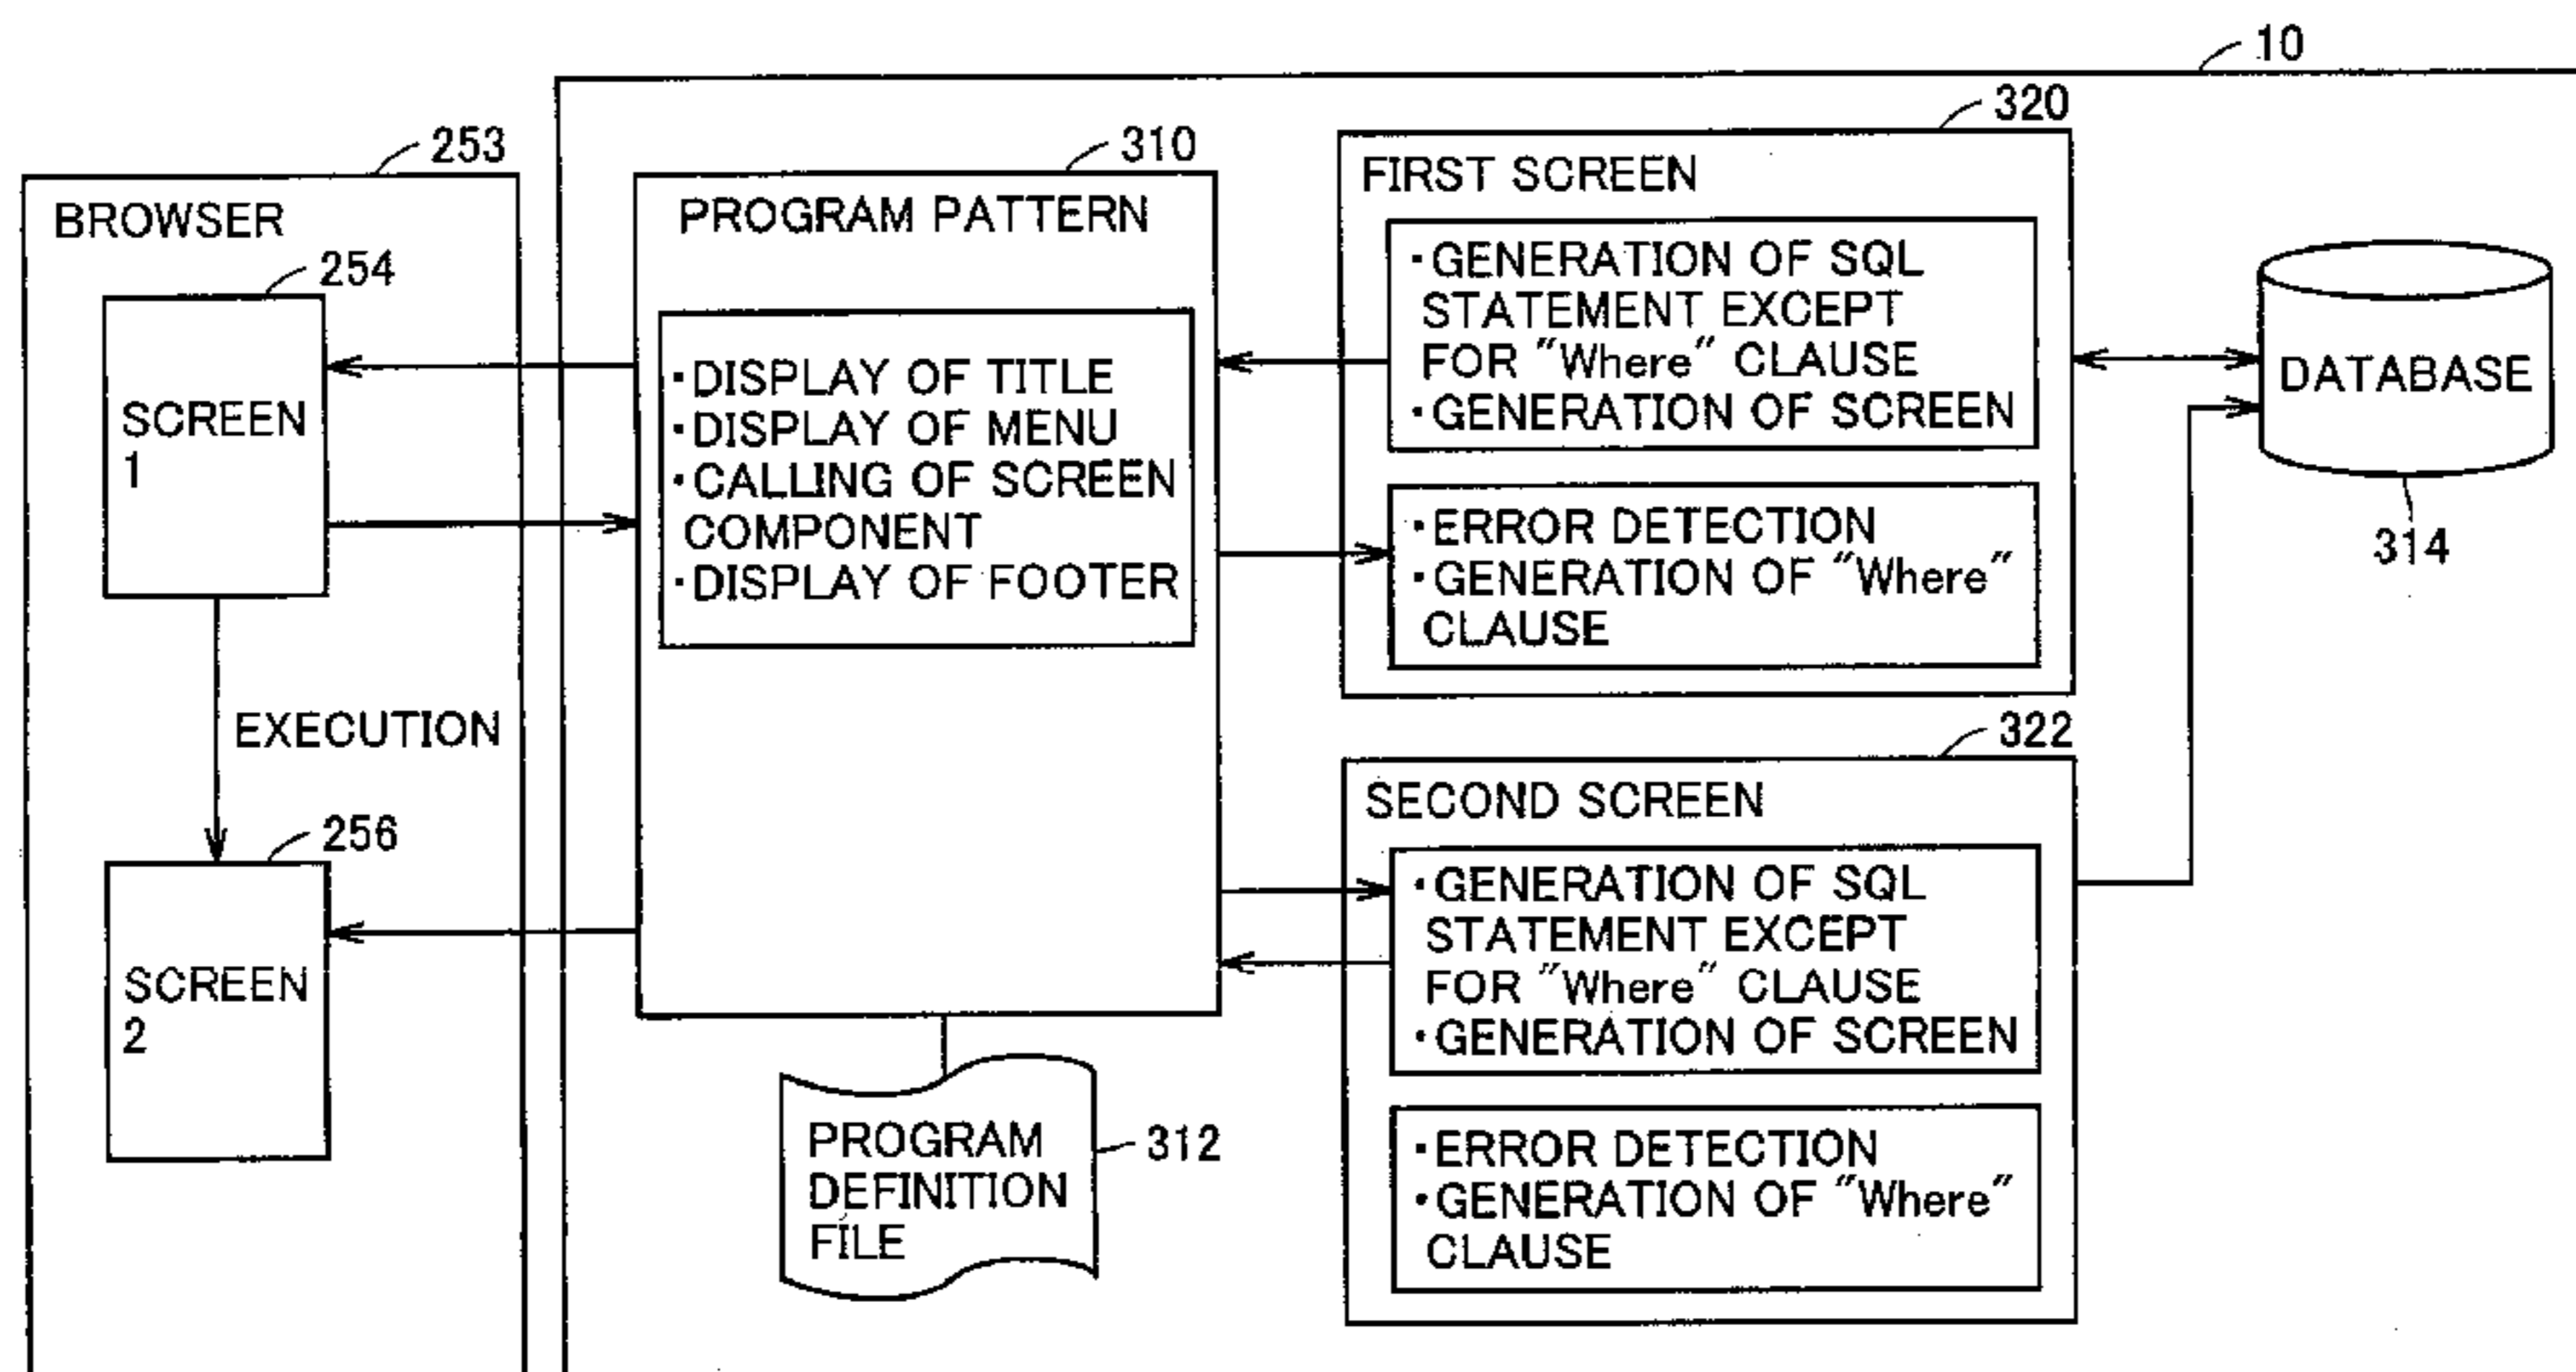 10
253
BROWSER
254
SCREEN
1
EXECUTION
256
SCREEN
2
310
PROGRAM PATTERN
・DISPLAY OF TITLE
・DISPLAY OF MENU
・CALLING OF SCREEN
COMPONENT
・DISPLAY OF FOOTER
PROGRAM
DEFINITION
FILE
312
320
FIRST SCREEN
・GENERATION OF SQL
STATEMENT EXCEPT
FOR "Where" CLAUSE
・GENERATION OF SCREEN
・ERROR DETECTION
・GENERATION OF "Where"
CLAUSE
322
SECOND SCREEN
・GENERATION OF SQL
STATEMENT EXCEPT
FOR "Where" CLAUSE
・GENERATION OF SCREEN
・ERROR DETECTION
・GENERATION OF "Where"
CLAUSE
DATABASE
314